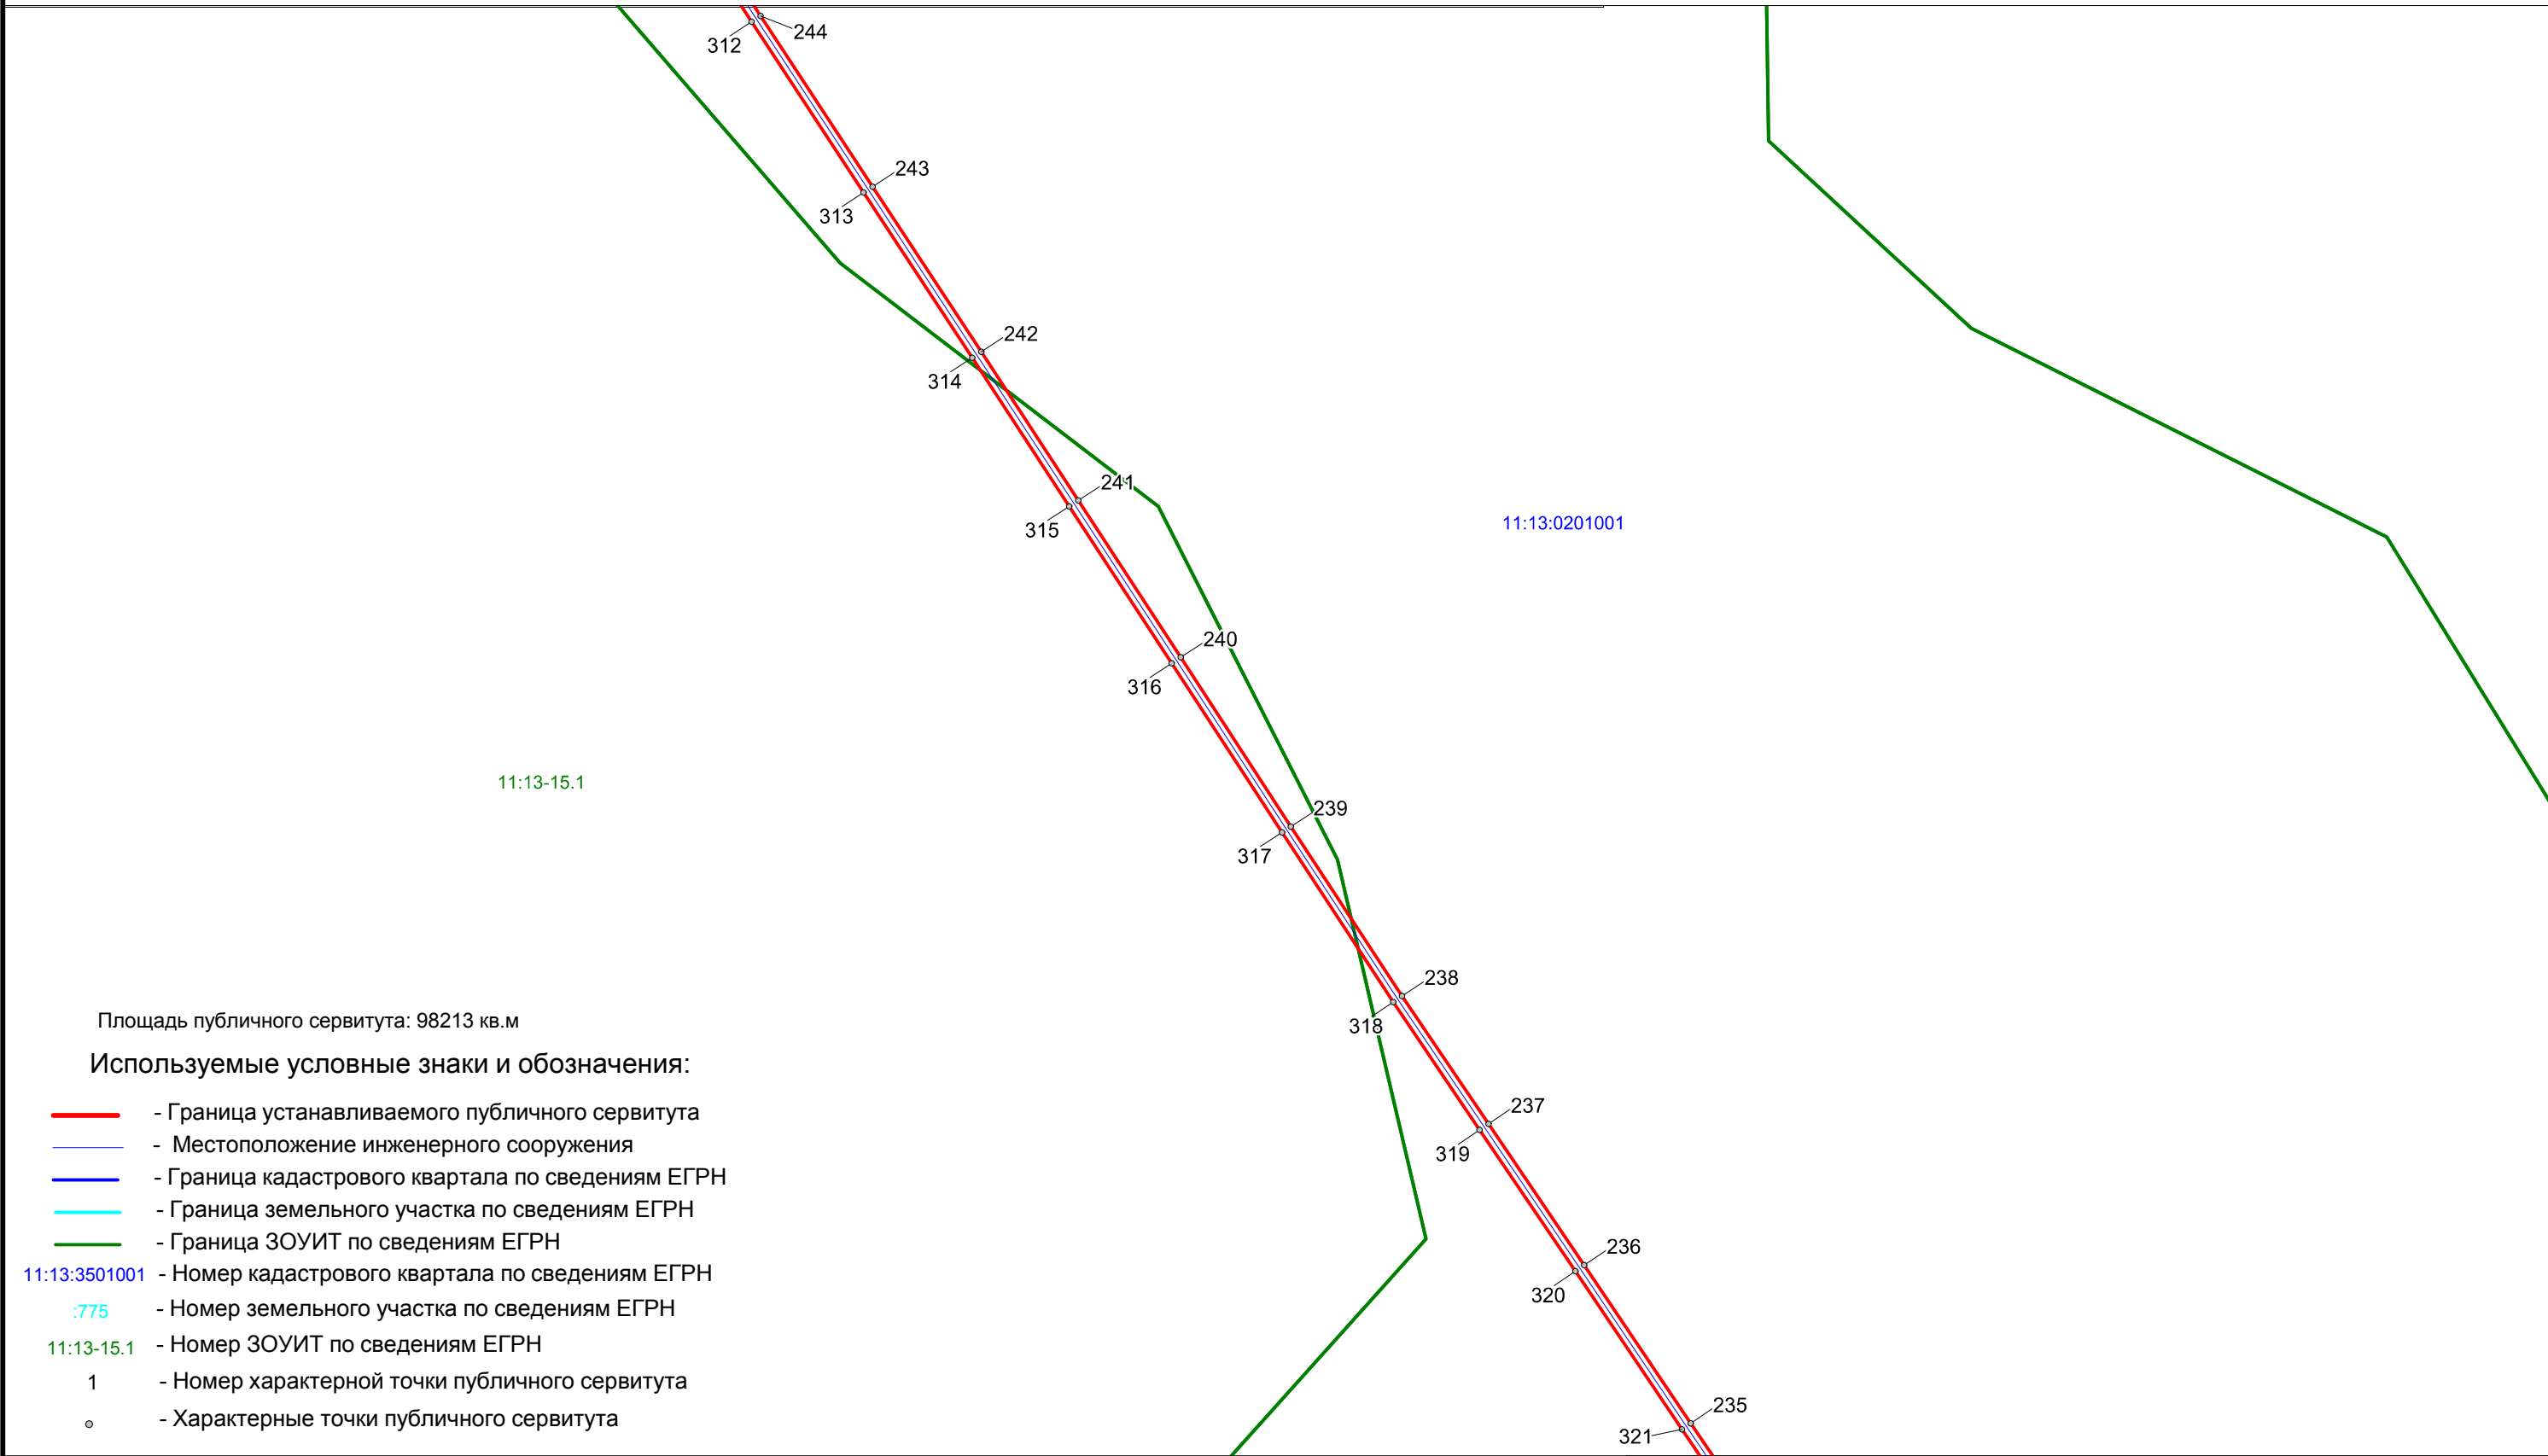 244
312
243
313
242
314
241
315
11:13:0201001
240
316
11:13-15.1
239
317
238
318
Площадь публичного сервитута: 98213 кв.м
Используемые условные знаки и обозначения:
- Граница устанавливаемого публичного сервитута
- Местоположение инженерного сооружения
- Граница кадастрового квартала по сведениям ЕГРН
- Граница земельного участка по сведениям ЕГРН
- Граница ЗОУИТ по сведениям ЕГРН
11:13:3501001 - Номер кадастрового квартала по сведениям ЕГРН
:775 - Номер земельного участка по сведениям ЕГРН
11:13-15.1 - Номер ЗОУИТ по сведениям ЕГРН
1 - Номер характерной точки публичного сервитута
- Характерные точки публичного сервитута
237
319
236
320
235
321